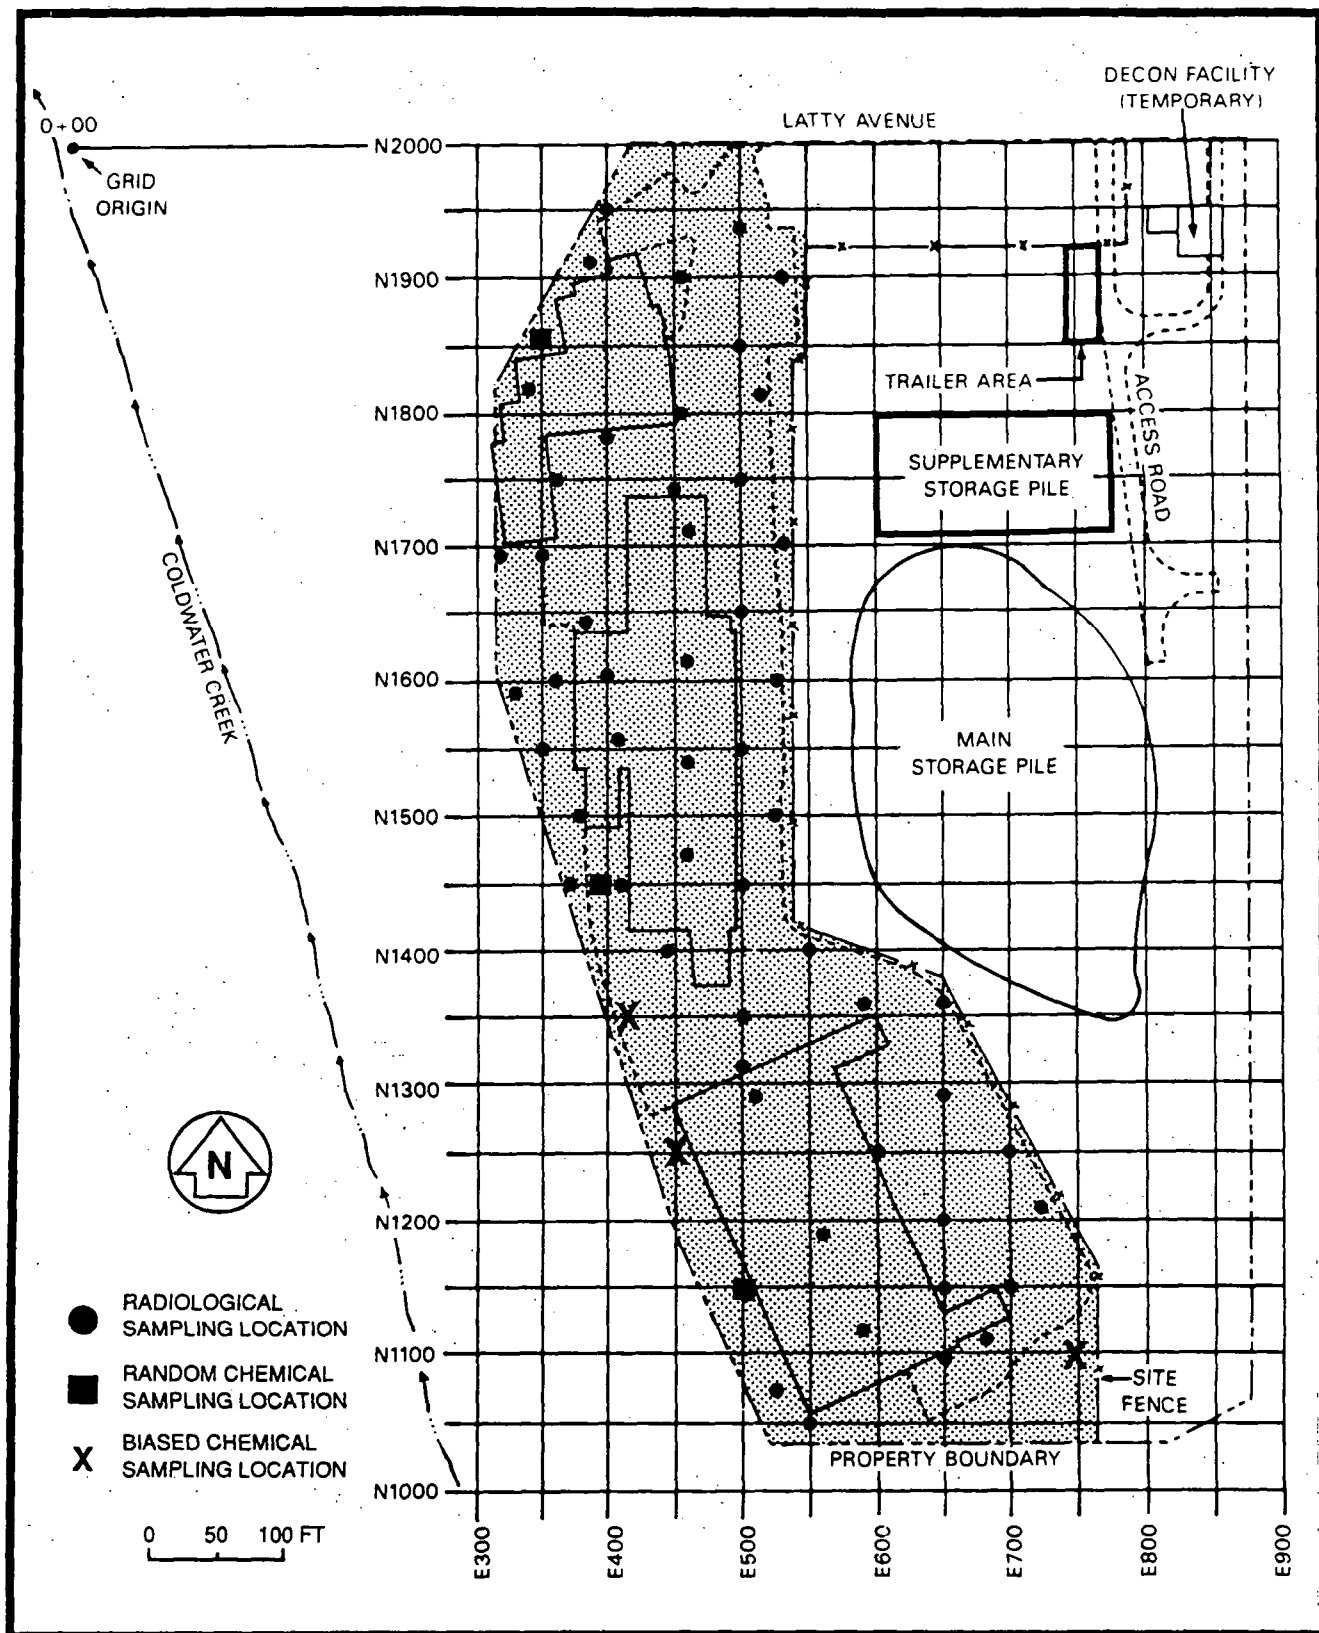 DECON FACILITY
(TEMPORARY)
LATTY AVENUE
0+00
GRID
ORIGIN
N2000
N1900
TRAILER AREA
ACCESS ROAD
N1800
SUPPLEMENTARY
STORAGE PILE
N1700
COLDWATER CREEK
N1600
MAIN
STORAGE PILE
N1500
N1400
N1300
N
N1200
RADIOLOGICAL
SAMPLING LOCATION
RANDOM CHEMICAL
SAMPLING LOCATION
N1100
SITE
FENCE
BIASED CHEMICAL
SAMPLING LOCATION
PROPERTY BOUNDARY
N1000
0 50 100 FT
E300
E400
E500
E600
E700
E800
E900